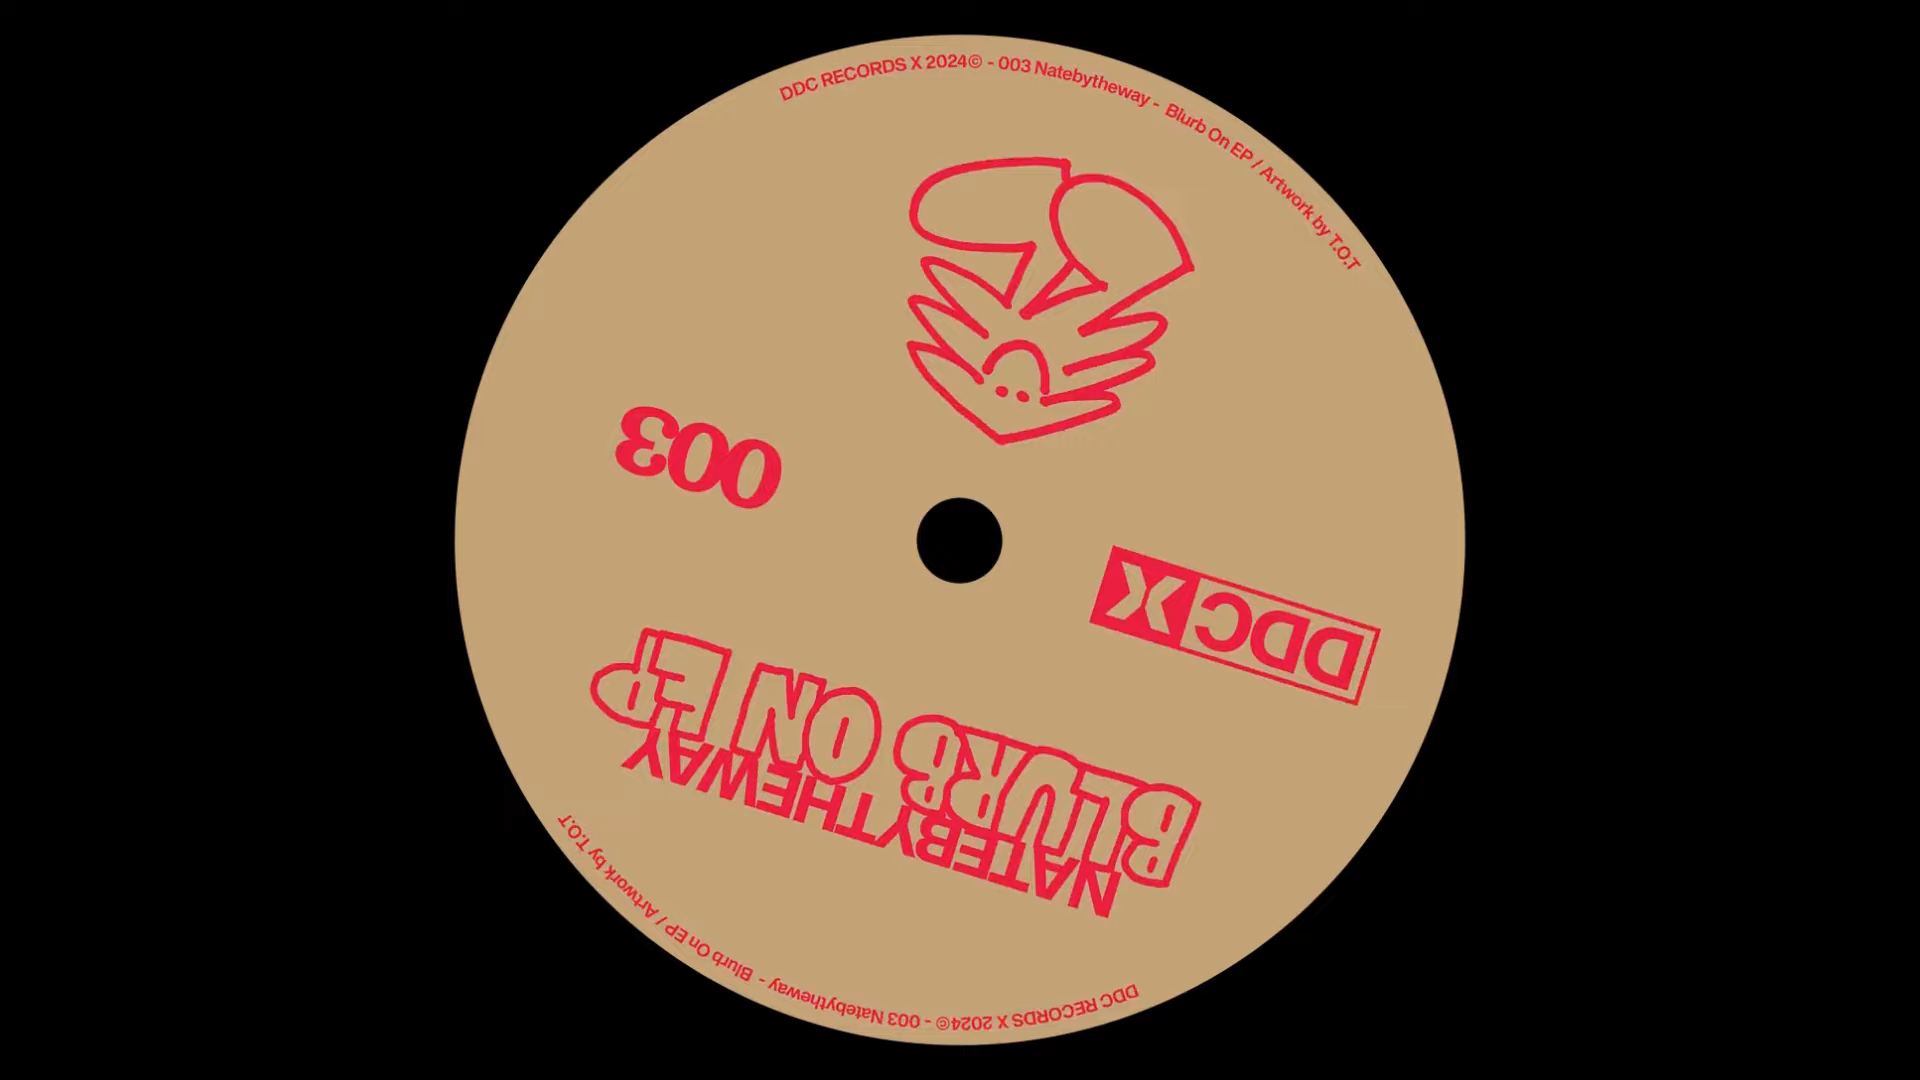 DDC RECORDS X 2024© - 003 Natebytheway - Blurb On EP / Artwork by T.O.T
NATEBYTHEWAY
BLURB ON EP
DDC X
003
DDC RECORDS X 2024© - 003 Natebytheway - Blurb On EP / Artwork by T.O.T